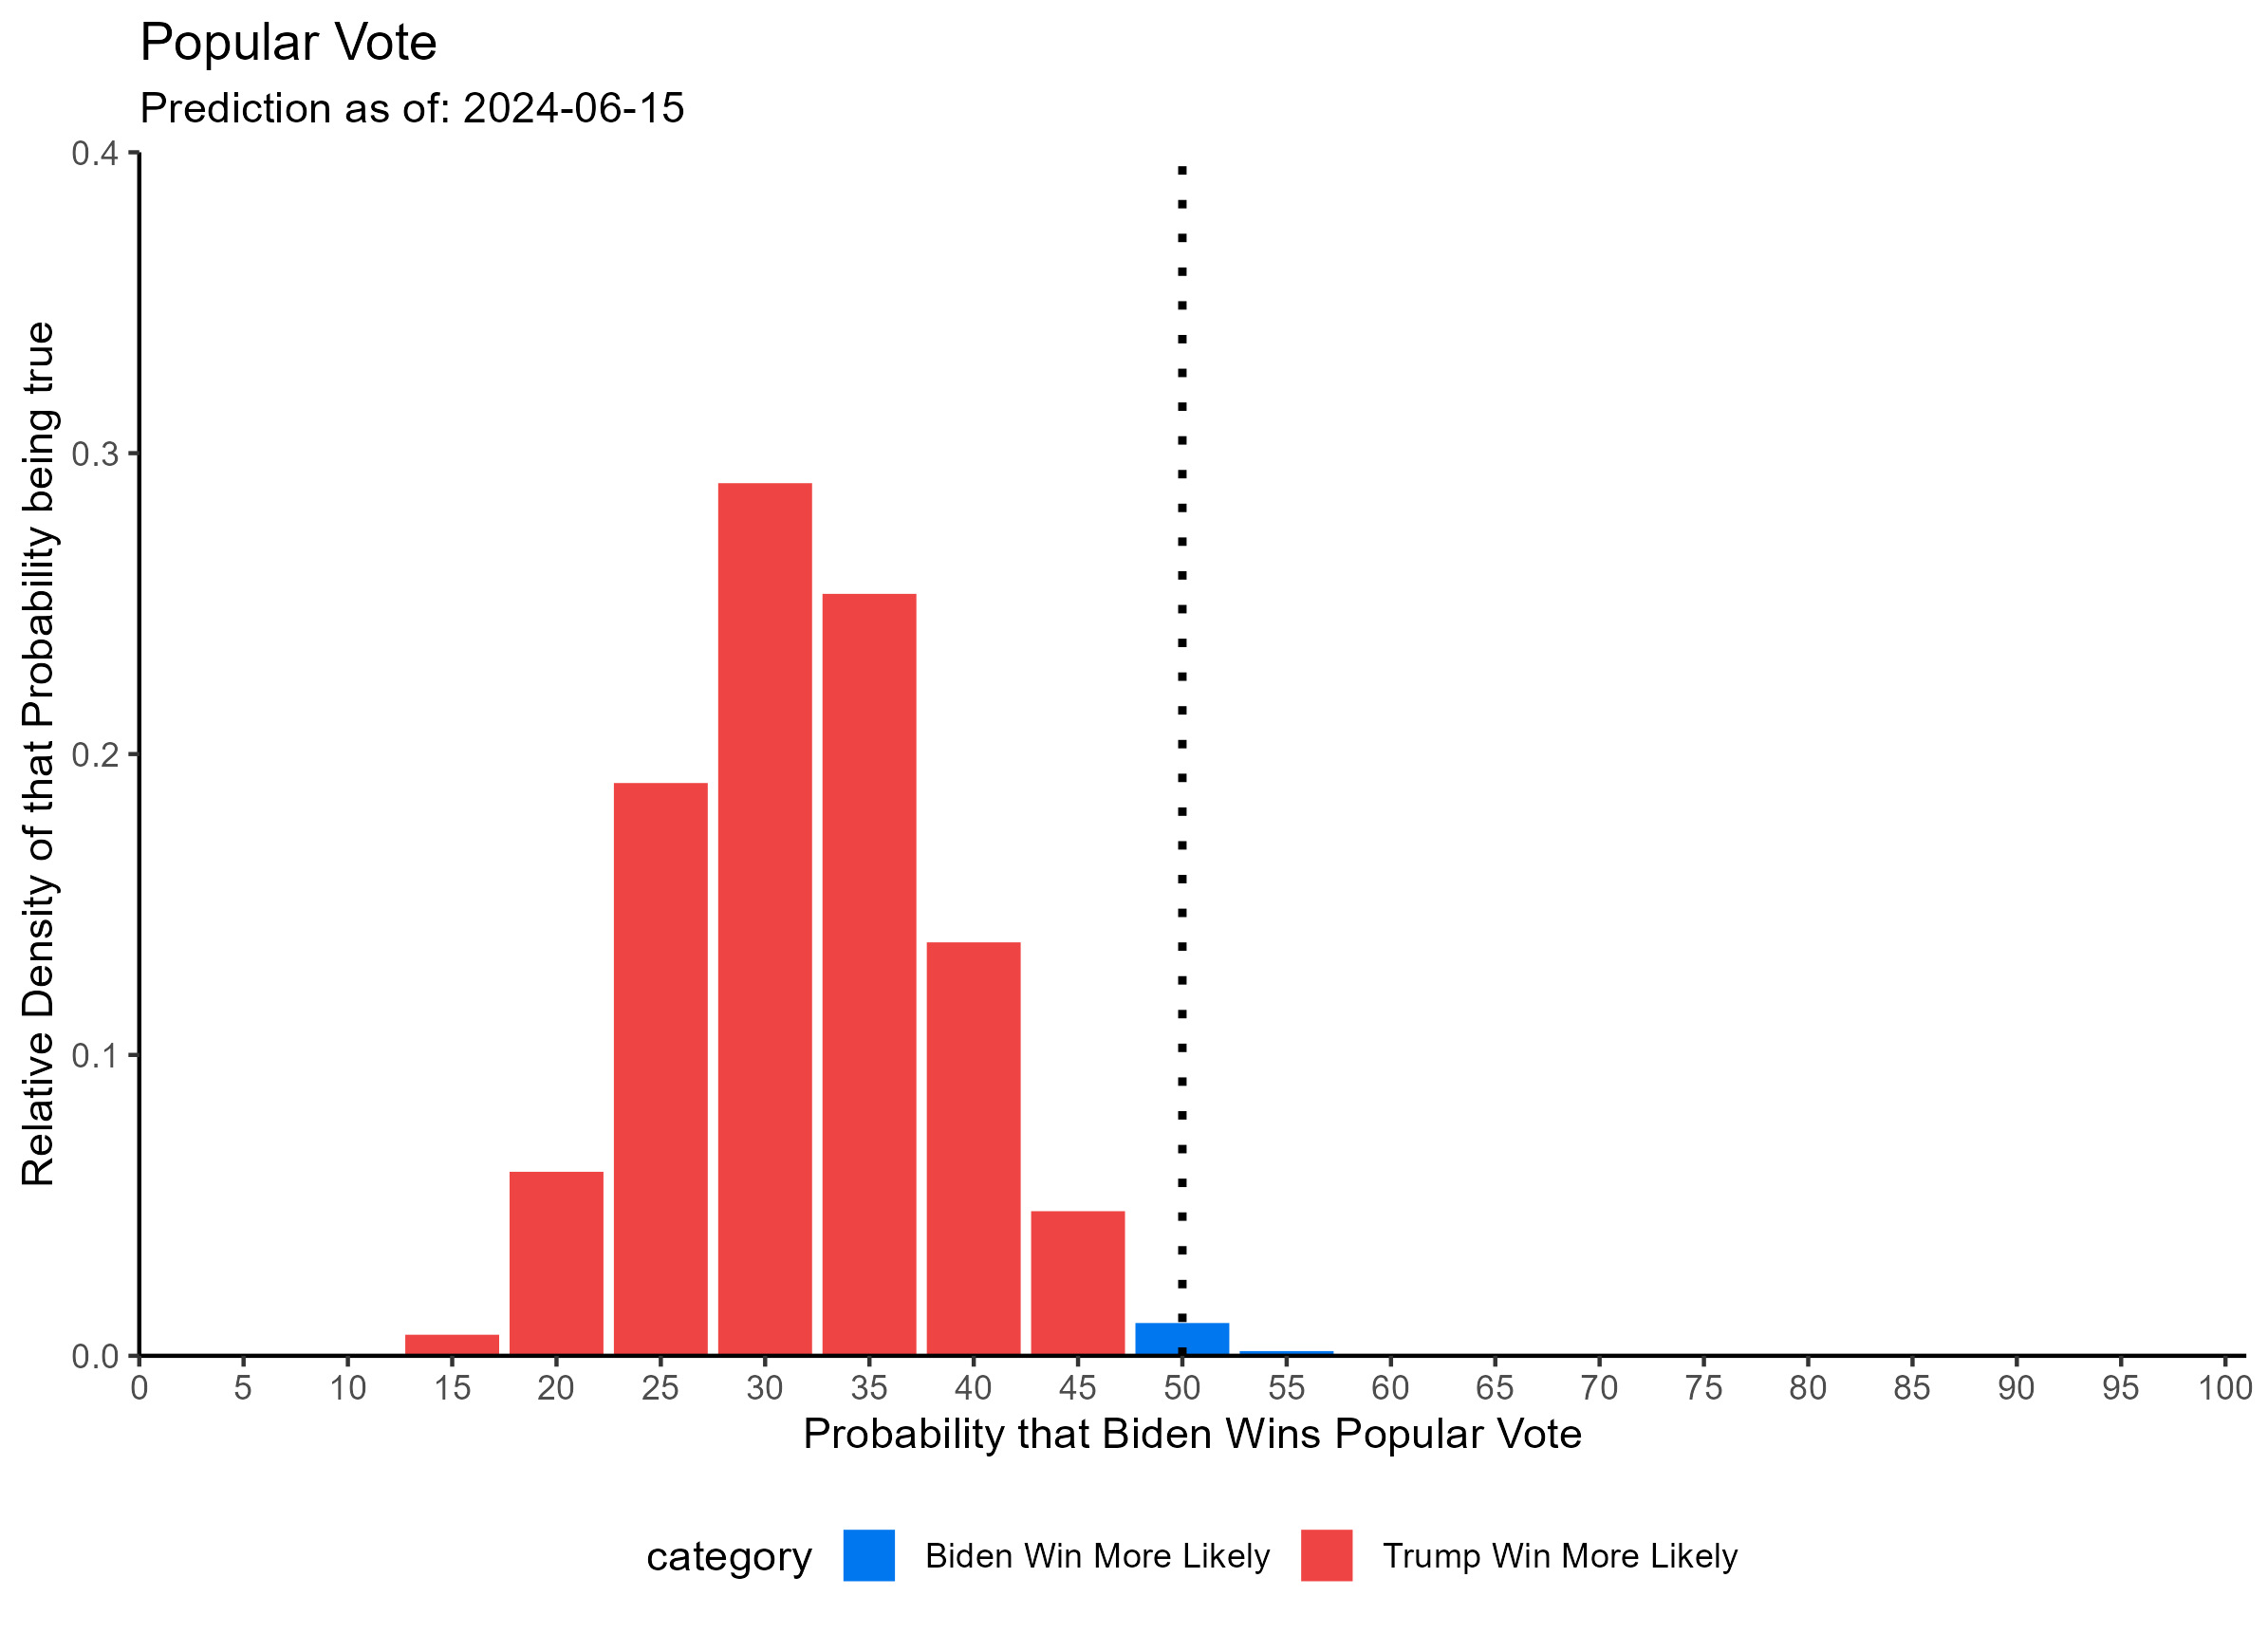 Popular Vote
Prediction as of: 2024-06-15
Relative Density of that Probability being true
0.4
0.3
0.2
0.1
0.0
0 5 10 15 20 25 30 35 40 45 50 55 60 65 70 75 80 85 90 95 100
Probability that Biden Wins Popular Vote
category Biden Win More Likely Trump Win More Likely